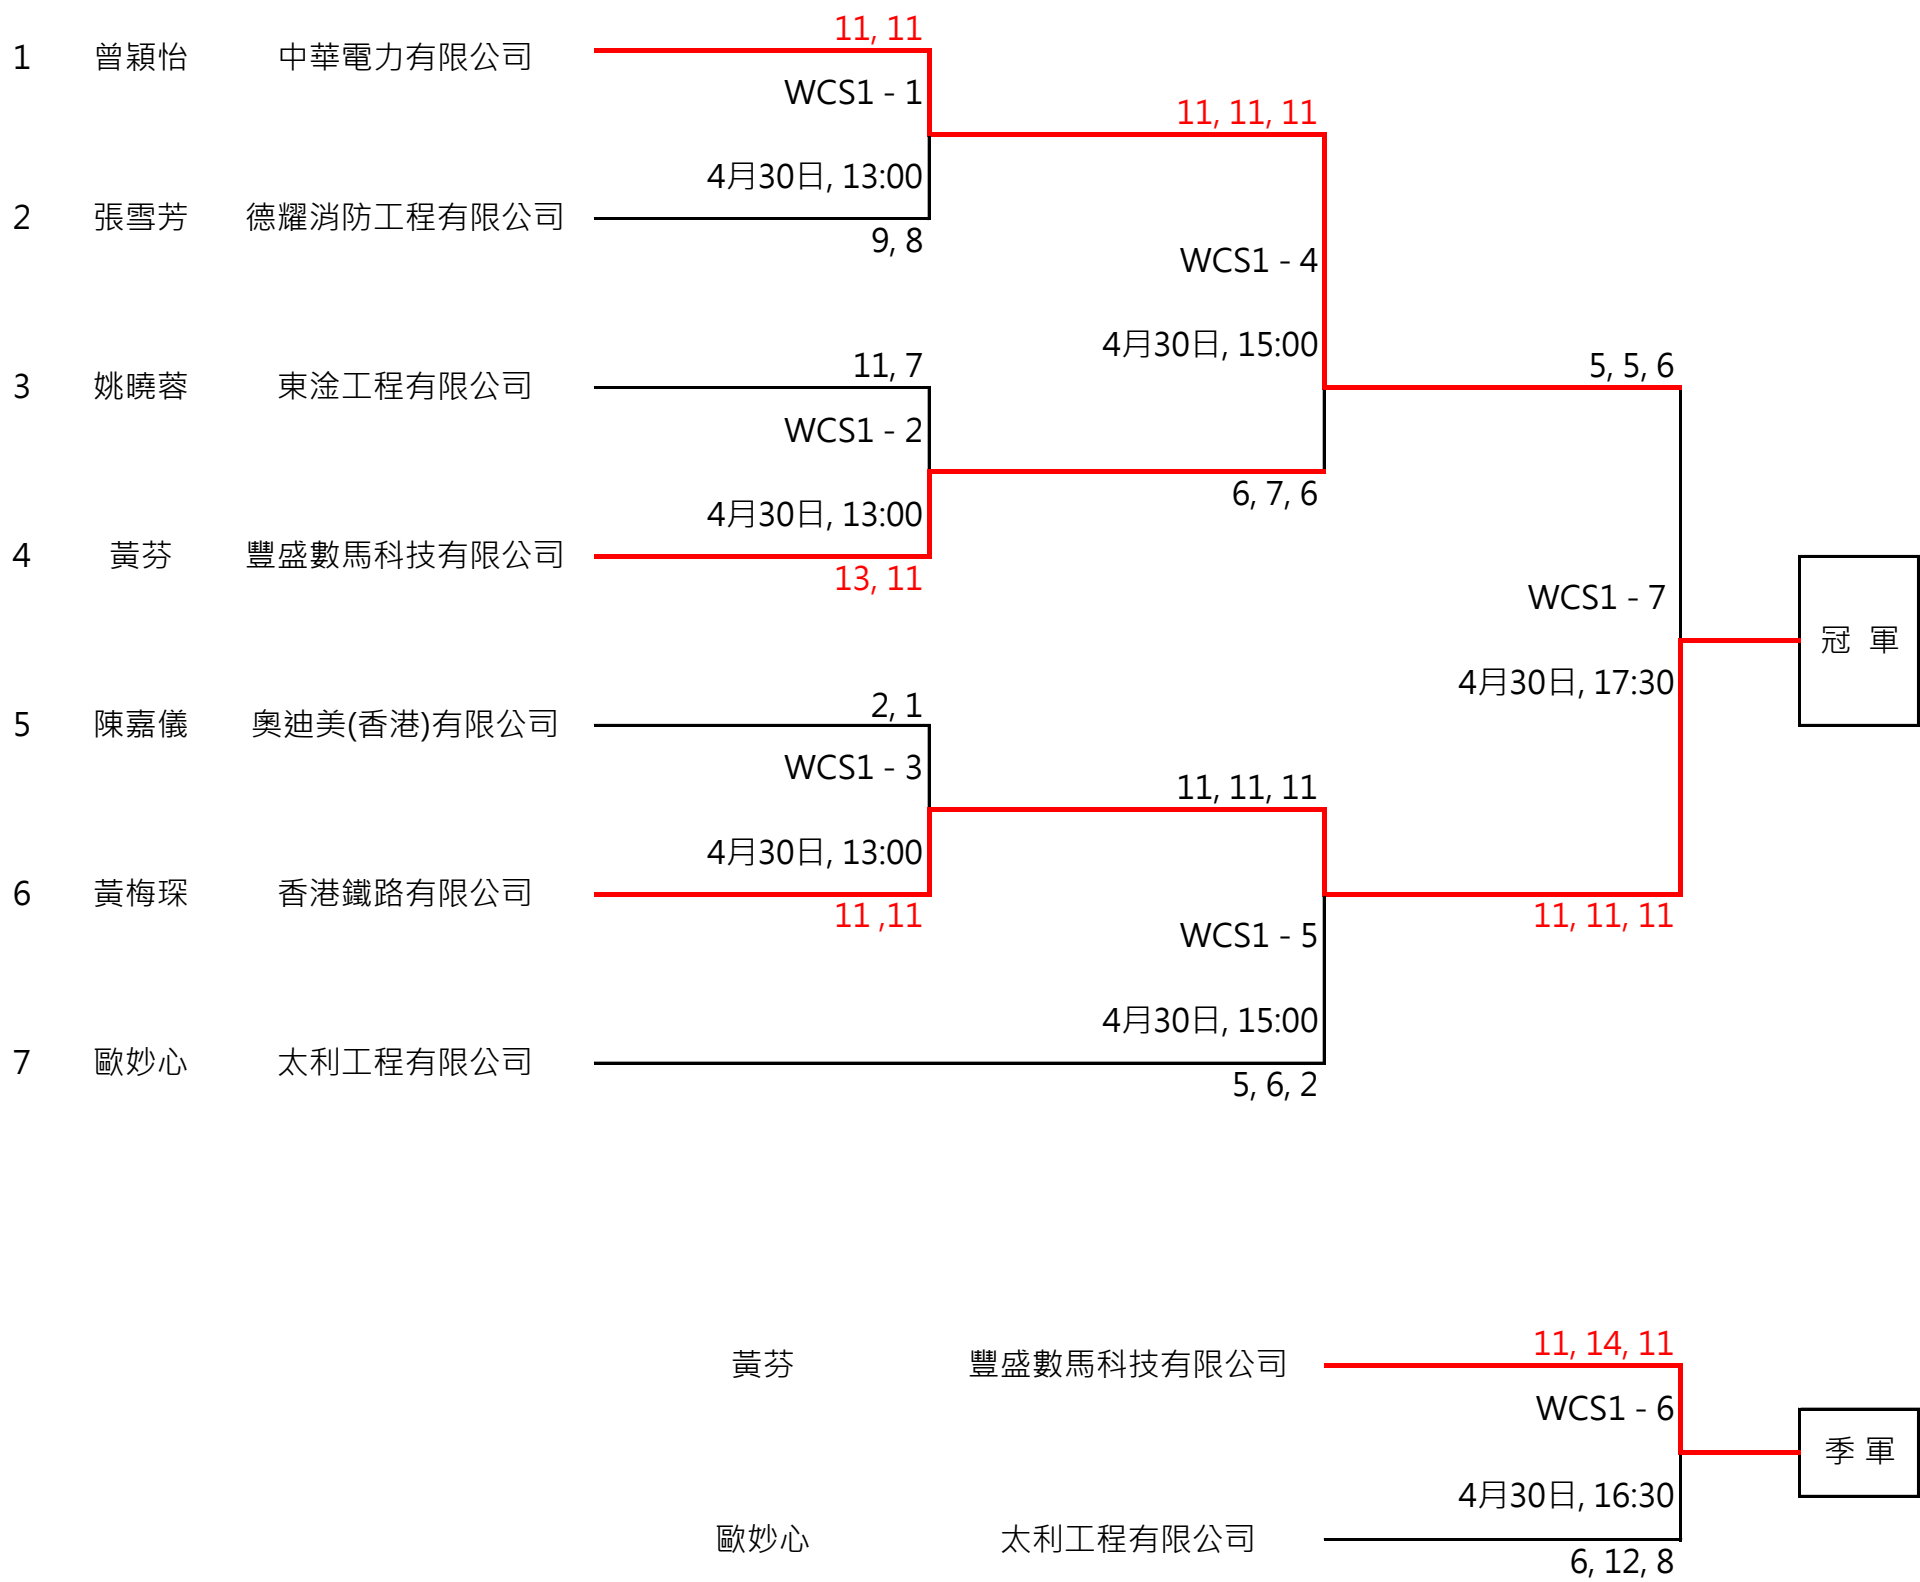 11, 11
1 曾穎怡 中華電力有限公司
WCS1 - 1
11, 11, 11
4月30日, 13:00
2 張雪芳 德耀消防工程有限公司
9, 8
WCS1 - 4
4月30日, 15:00
11, 7
5, 5, 6
3 姚曉蓉 東淦工程有限公司
WCS1 - 2
6, 7, 6
4月30日, 13:00
4 黃芬 豐盛數馬科技有限公司
13, 11
WCS1 - 7
冠 軍
4月30日, 17:30
2, 1
5 陳嘉儀 奧迪美(香港)有限公司
WCS1 - 3
11, 11, 11
4月30日, 13:00
6 黃梅琛 香港鐵路有限公司
11 ,11
11, 11, 11
WCS1 - 5
4月30日, 15:00
7 歐妙心 太利工程有限公司
5, 6, 2
11, 14, 11
黃芬 豐盛數馬科技有限公司
WCS1 - 6
季 軍
4月30日, 16:30
歐妙心 太利工程有限公司
6, 12, 8